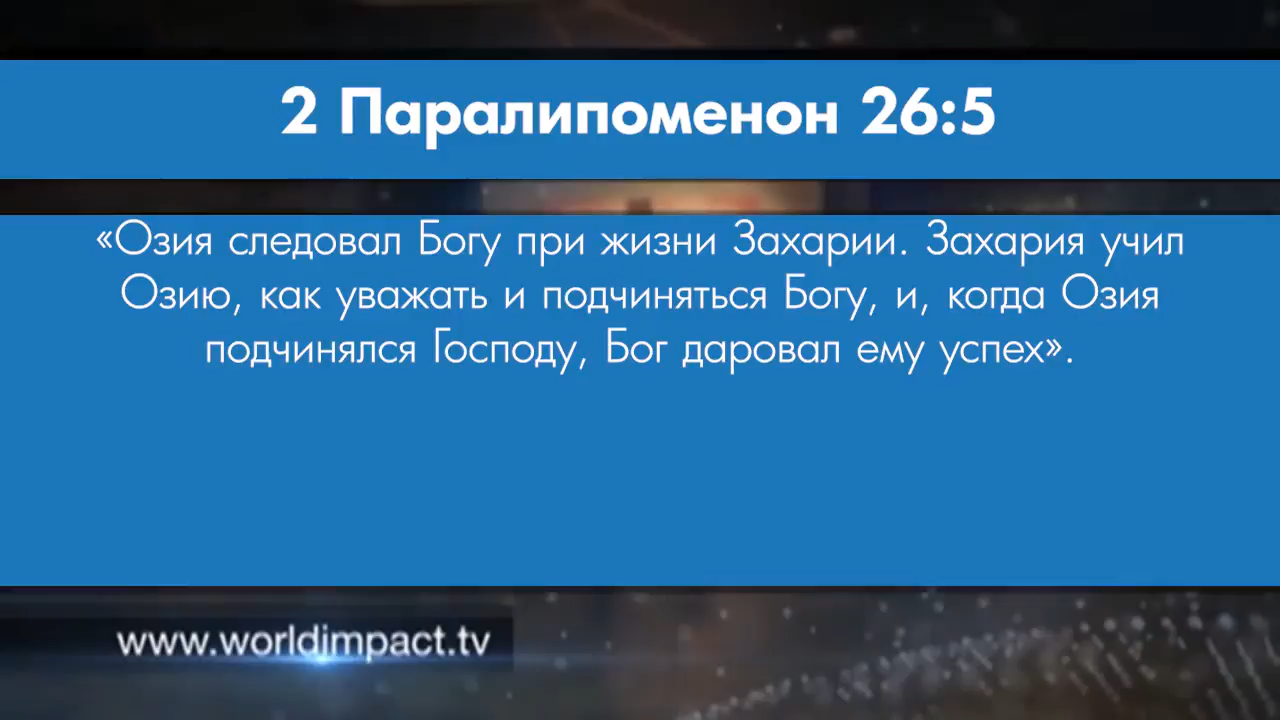 2 Паралипоменон 26:5
«Озия следовал Богу при жизни Захарии. Захария учил
Озию, как уважать и подчиняться Богу, и, когда Озия
подчинялся Господу, Бог даровал ему успех».
www.worldimpact.tv